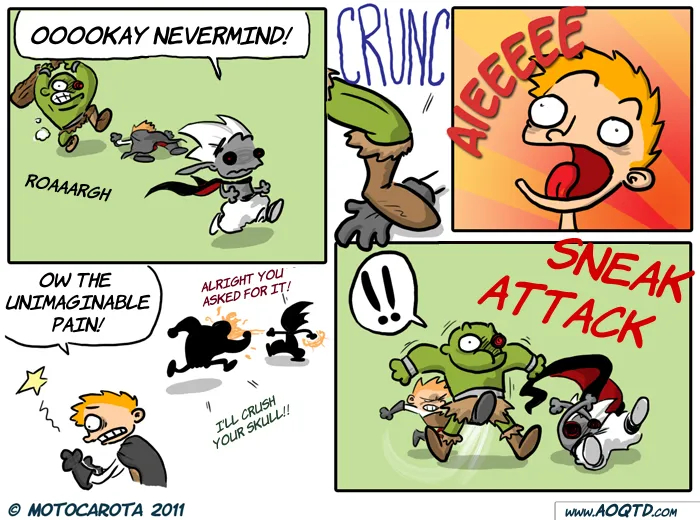 OOOOKAY NEVERMIND!
ROAAARGH
CRUNC
AIEEEEE
OW THE
UNIMAGINABLE
PAIN!
ALRIGHT YOU
ASKED FOR IT!
I'LL CRUSH
YOUR SKULL!!
!!
SNEAK
ATTACK
© MOTOCAROTA 2011
WWW.AOQTD.COM